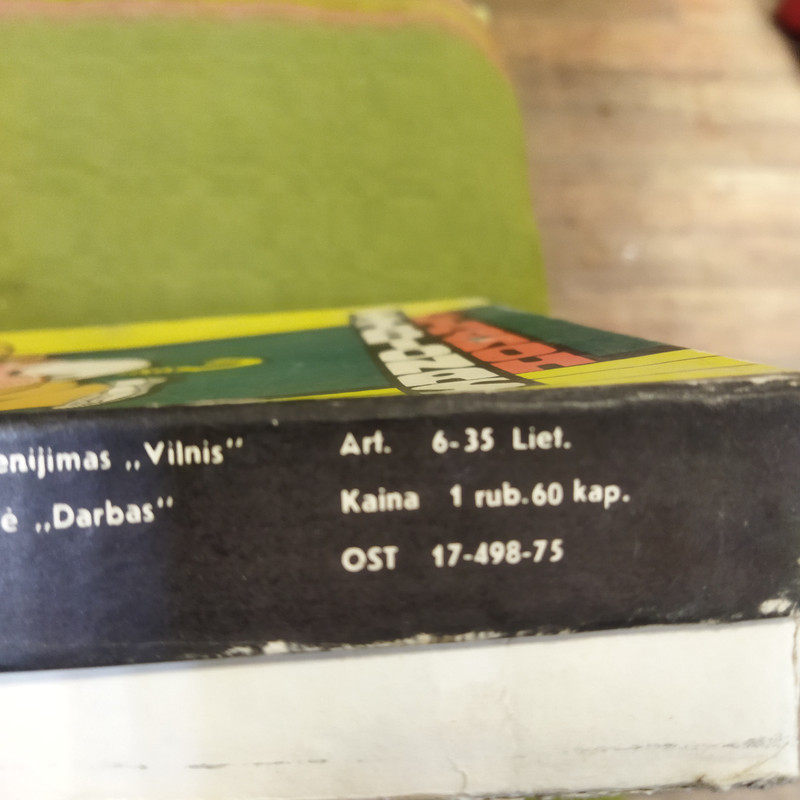 enijimas „Vilnis“
ė „Darbas“
Art. 6-35 Liet.
Kaina 1 rub. 60 kap.
OST 17-498-75